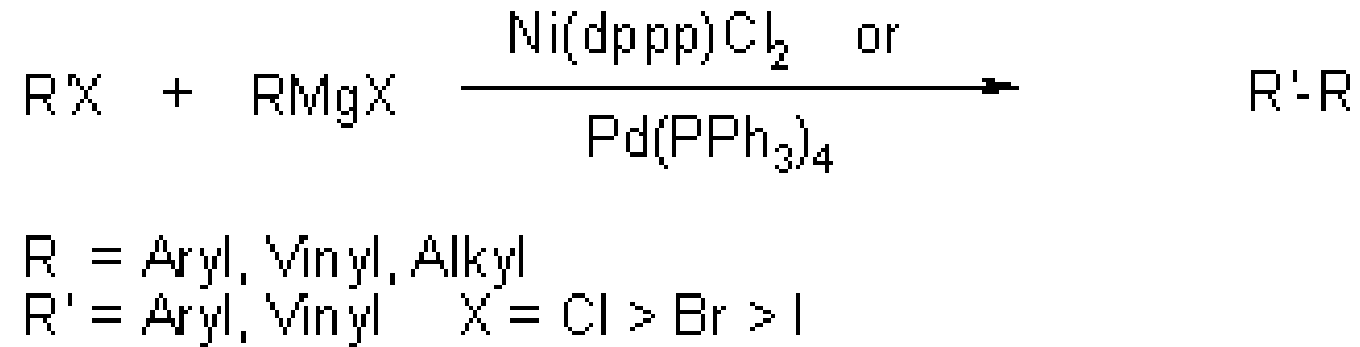 Ni(dppp)Cl₂ or
R'X + RMgX R'-R
Pd(PPh₃)₄
R = Aryl, Vinyl, Alkyl
R' = Aryl, Vinyl X = Cl > Br > I